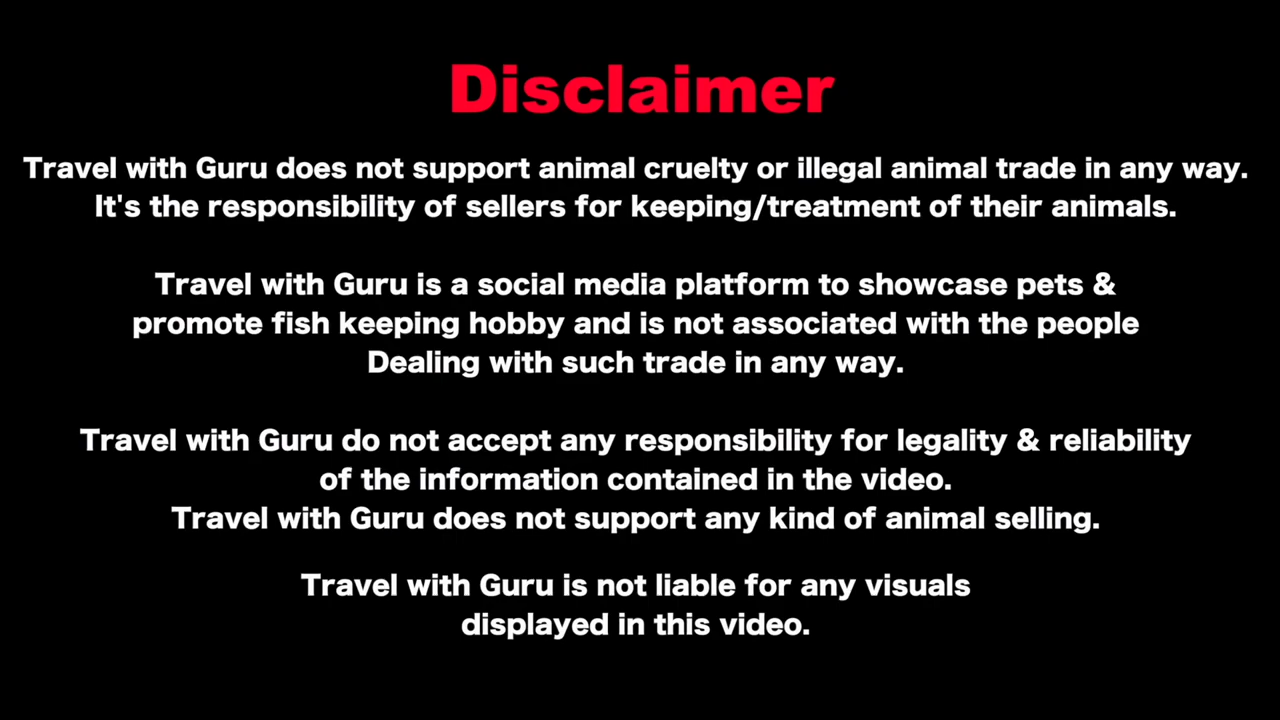 Disclaimer
Travel with Guru does not support animal cruelty or illegal animal trade in any way.
It's the responsibility of sellers for keeping/treatment of their animals.
Travel with Guru is a social media platform to showcase pets &
promote fish keeping hobby and is not associated with the people
Dealing with such trade in any way.
Travel with Guru do not accept any responsibility for legality & reliability
of the information contained in the video.
Travel with Guru does not support any kind of animal selling.
Travel with Guru is not liable for any visuals
displayed in this video.